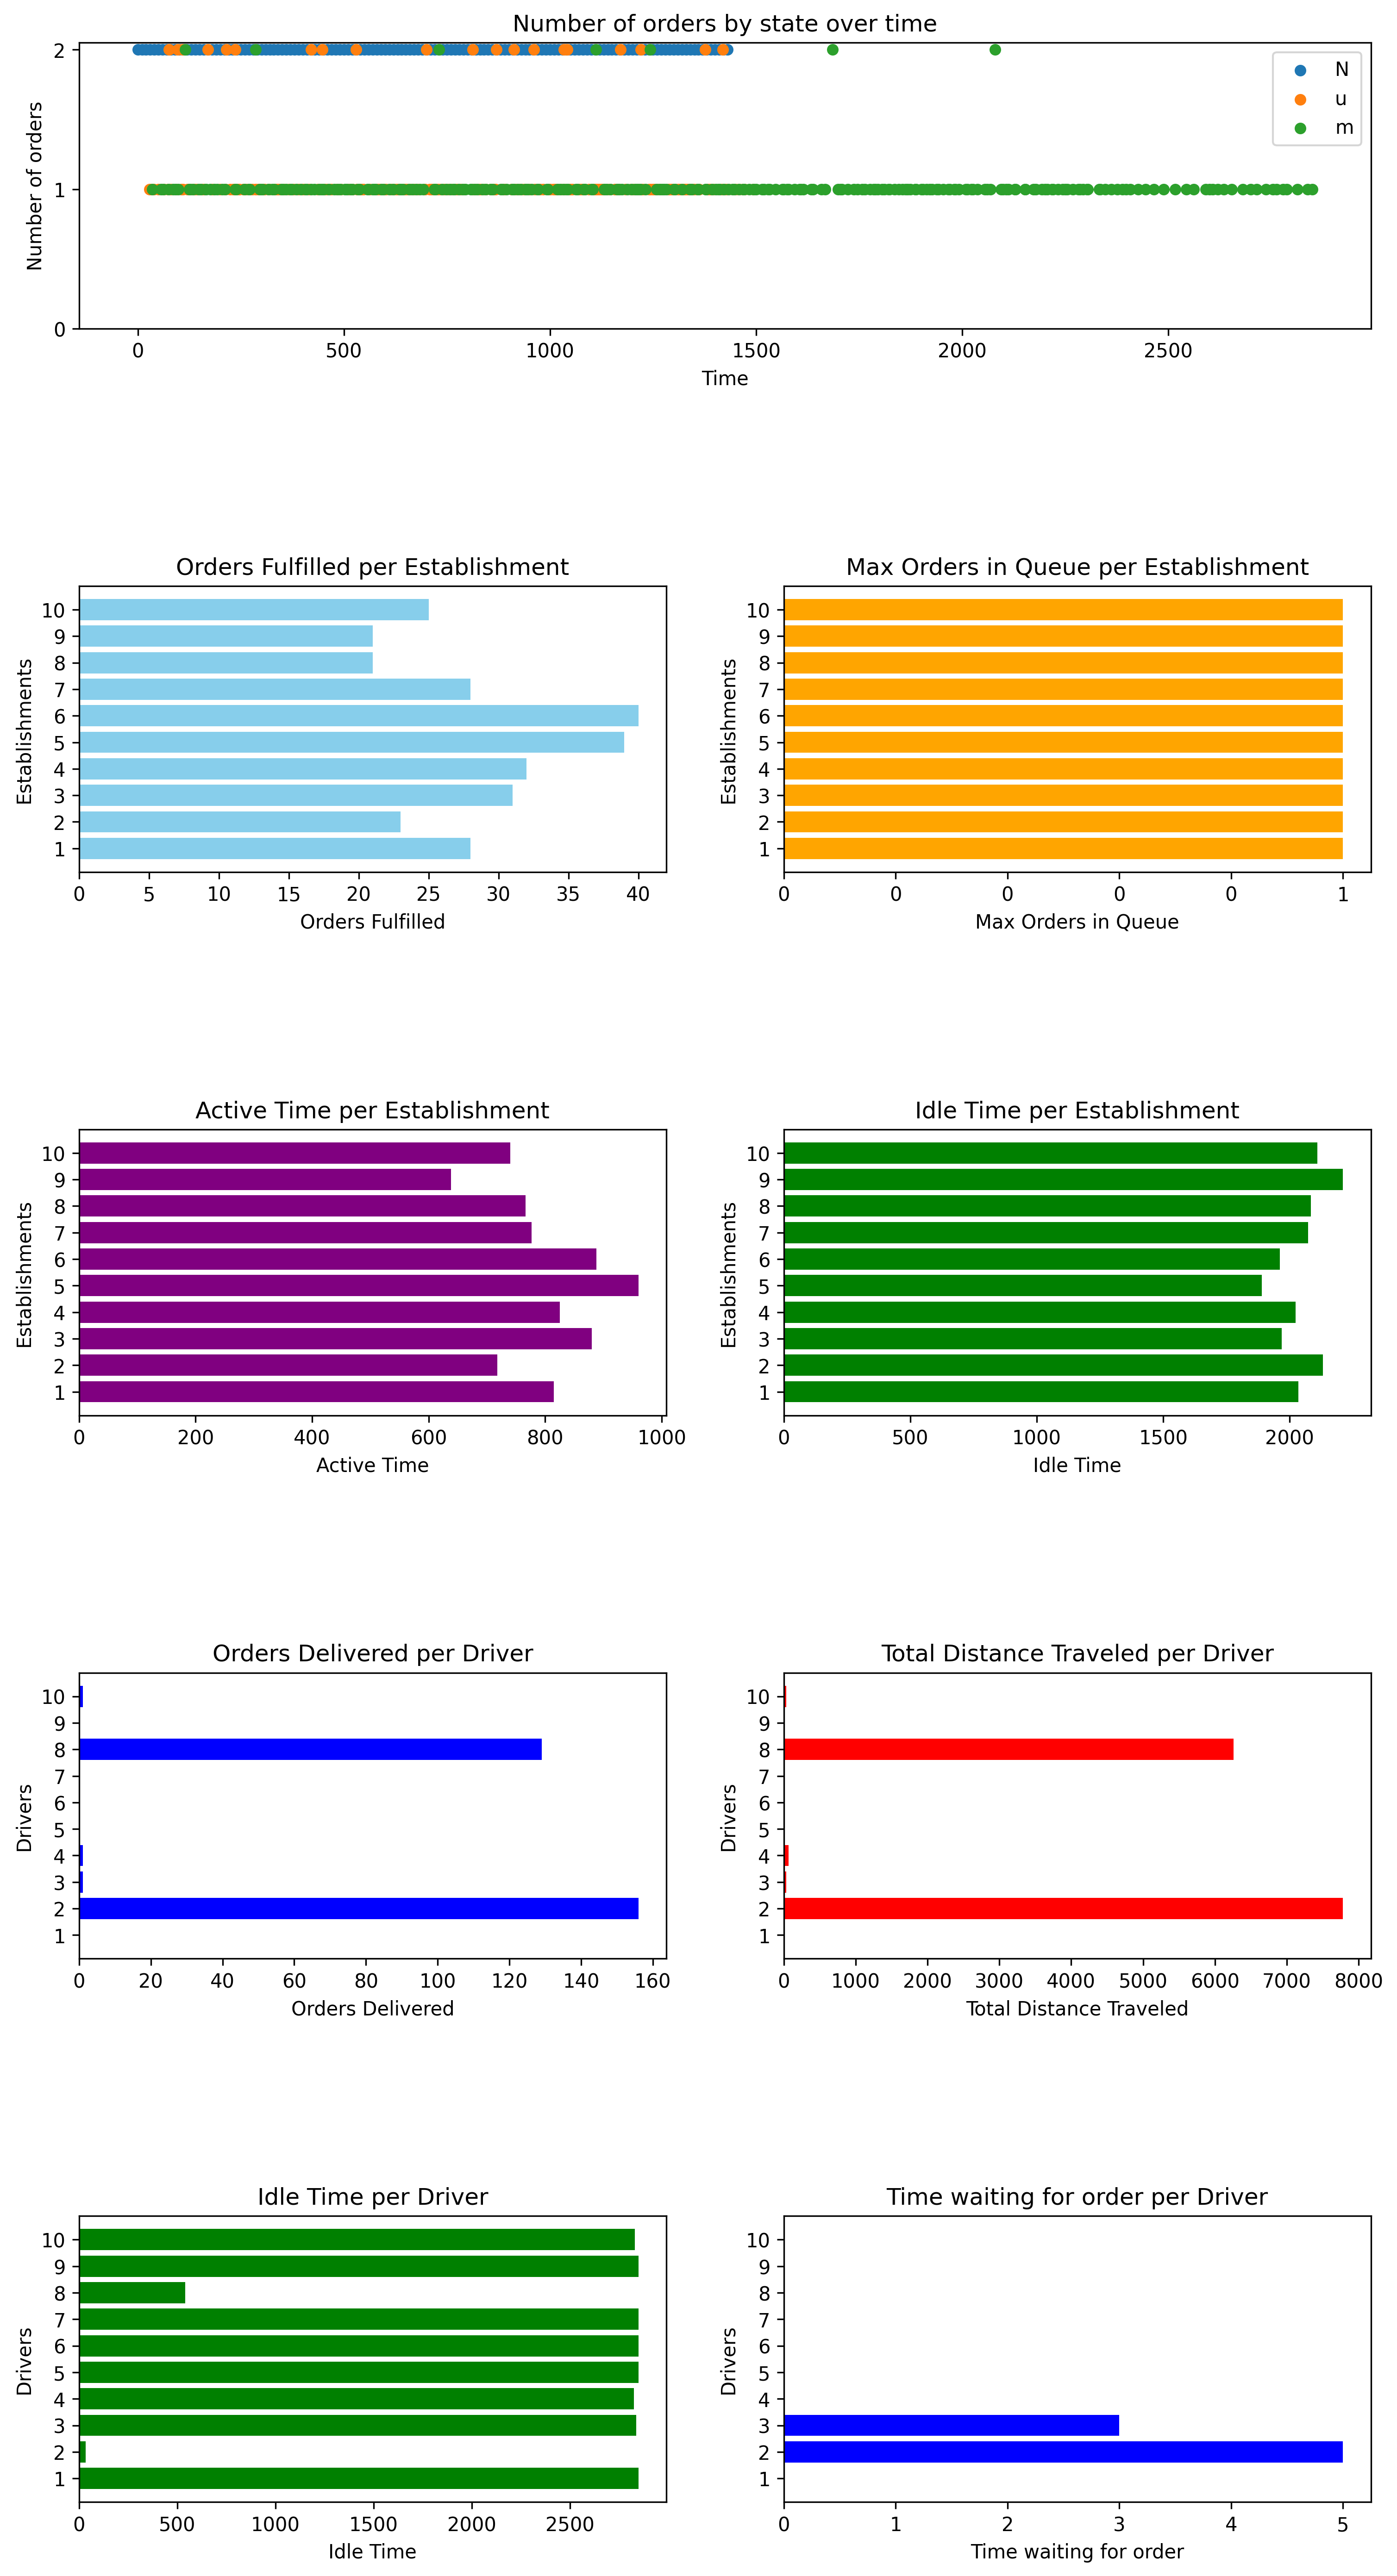 Number of orders by state over time
Number of orders
2
1
0
N
u
m
0 500 1000 1500 2000 2500
Time
Orders Fulfilled per Establishment
Establishments
10
9
8
7
6
5
4
3
2
1
0 5 10 15 20 25 30 35 40
Orders Fulfilled
Max Orders in Queue per Establishment
Establishments
10
9
8
7
6
5
4
3
2
1
0 0 0 0 0 1
Max Orders in Queue
Active Time per Establishment
Establishments
10
9
8
7
6
5
4
3
2
1
0 200 400 600 800 1000
Active Time
Idle Time per Establishment
Establishments
10
9
8
7
6
5
4
3
2
1
0 500 1000 1500 2000
Idle Time
Orders Delivered per Driver
Drivers
10
9
8
7
6
5
4
3
2
1
0 20 40 60 80 100 120 140 160
Orders Delivered
Total Distance Traveled per Driver
Drivers
10
9
8
7
6
5
4
3
2
1
0 1000 2000 3000 4000 5000 6000 7000 8000
Total Distance Traveled
Idle Time per Driver
Drivers
10
9
8
7
6
5
4
3
2
1
0 500 1000 1500 2000 2500
Idle Time
Time waiting for order per Driver
Drivers
10
9
8
7
6
5
4
3
2
1
0 1 2 3 4 5
Time waiting for order